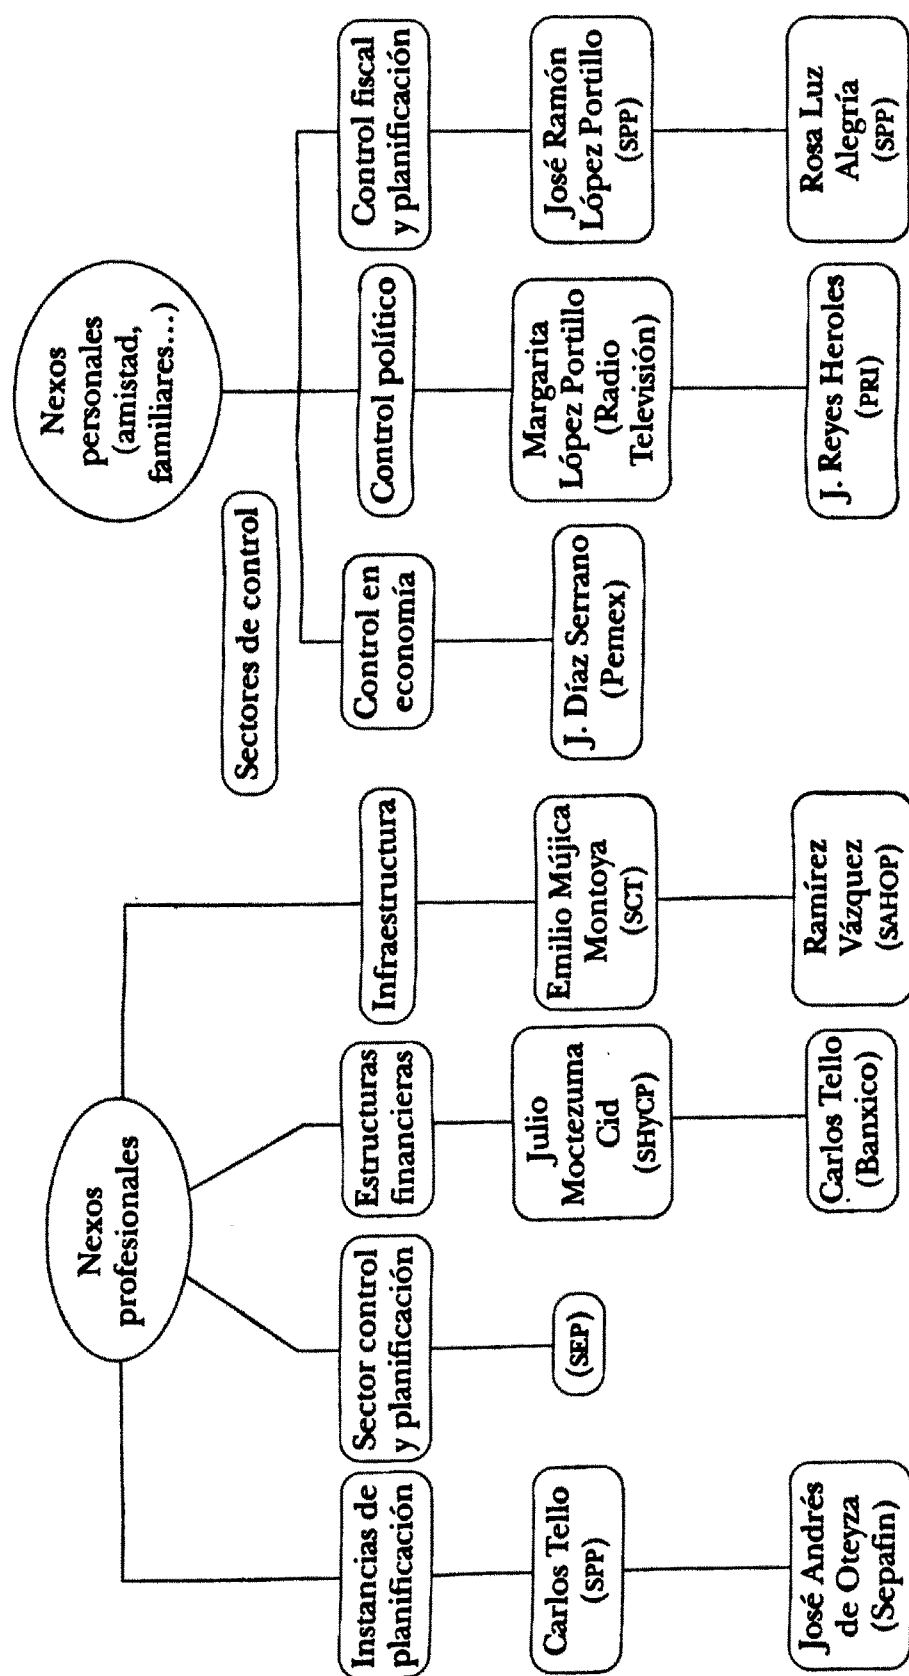 Nexos
profesionales
Instancias de
planificación
Sector control
y planificación
Estructuras
financieras
Infraestructura
Carlos Tello
(SPP)
(SEP)
Julio
Moctezuma
Cid
(SHyCP)
Emilio Mújica
Montoya
(SCT)
José Andrés
de Oteyza
(Sepafin)
Carlos Tello
(Banxico)
Ramírez
Vázquez
(SAHOP)
Nexos
personales
(amistad,
familiares...)
Sectores de control
Control en
economía
Control político
Control fiscal
y planificación
J. Díaz Serrano
(Pemex)
Margarita
López Portillo
(Radio
Televisión)
José Ramón
López Portillo
(SPP)
J. Reyes Heroles
(PRI)
Rosa Luz
Alegría
(SPP)